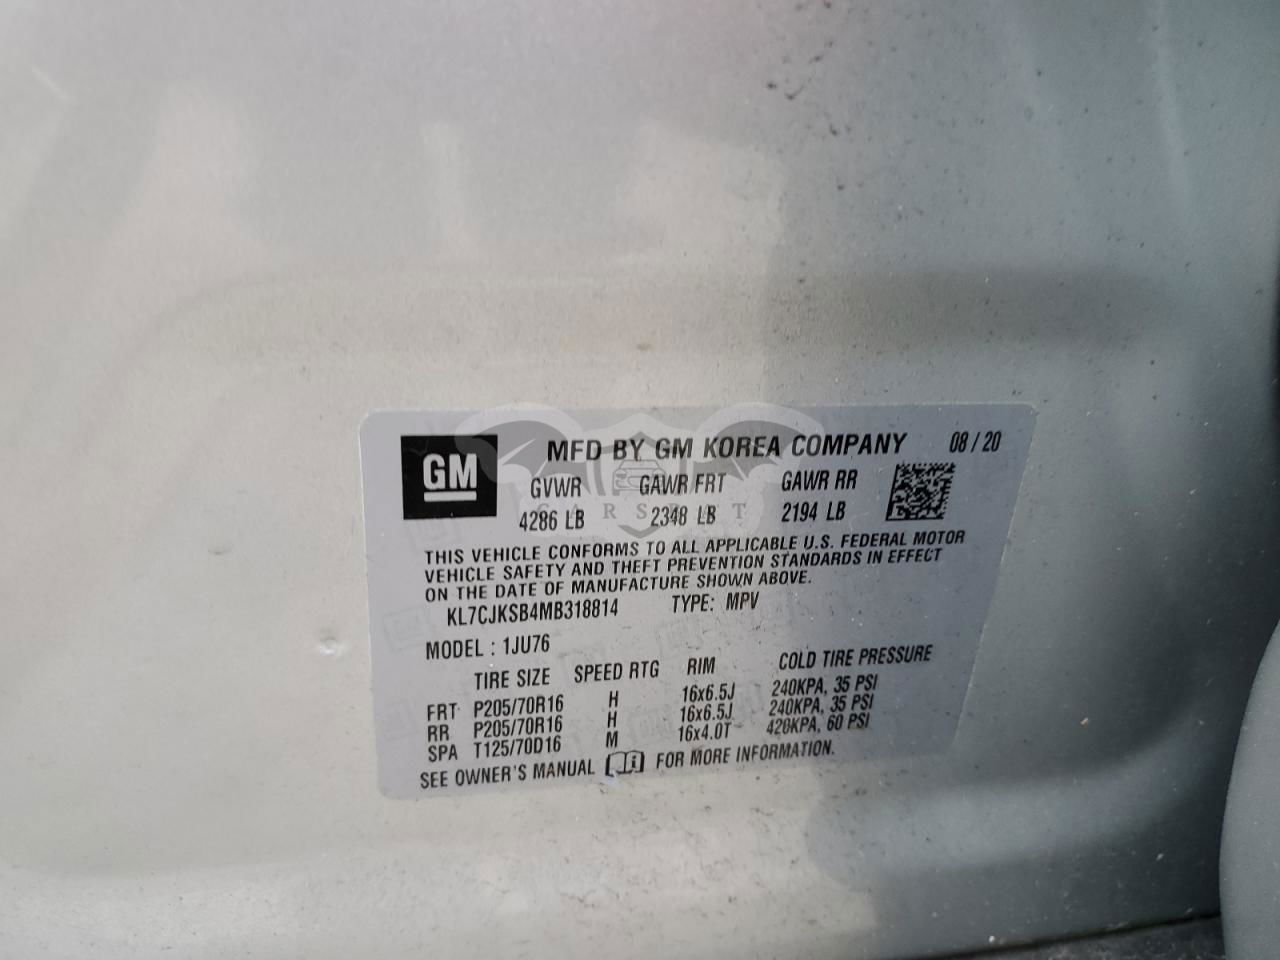 GM
MFD BY GM KOREA COMPANY 08/20
GVWR GAWR FRT GAWR RR
4286 LB 2348 LB 2194 LB
CARSBAT
THIS VEHICLE CONFORMS TO ALL APPLICABLE U.S. FEDERAL MOTOR
VEHICLE SAFETY AND THEFT PREVENTION STANDARDS IN EFFECT
ON THE DATE OF MANUFACTURE SHOWN ABOVE.
KL7CJKSB4MB318814 TYPE: MPV
MODEL : 1JU76
TIRE SIZE SPEED RTG RIM COLD TIRE PRESSURE
FRT P205/70R16 H 16x6.5J 240KPA, 35 PSI
RR P205/70R16 H 16x6.5J 240KPA, 35 PSI
SPA T125/70D16 M 16x4.0T 420KPA, 60 PSI
SEE OWNER'S MANUAL FOR MORE INFORMATION.